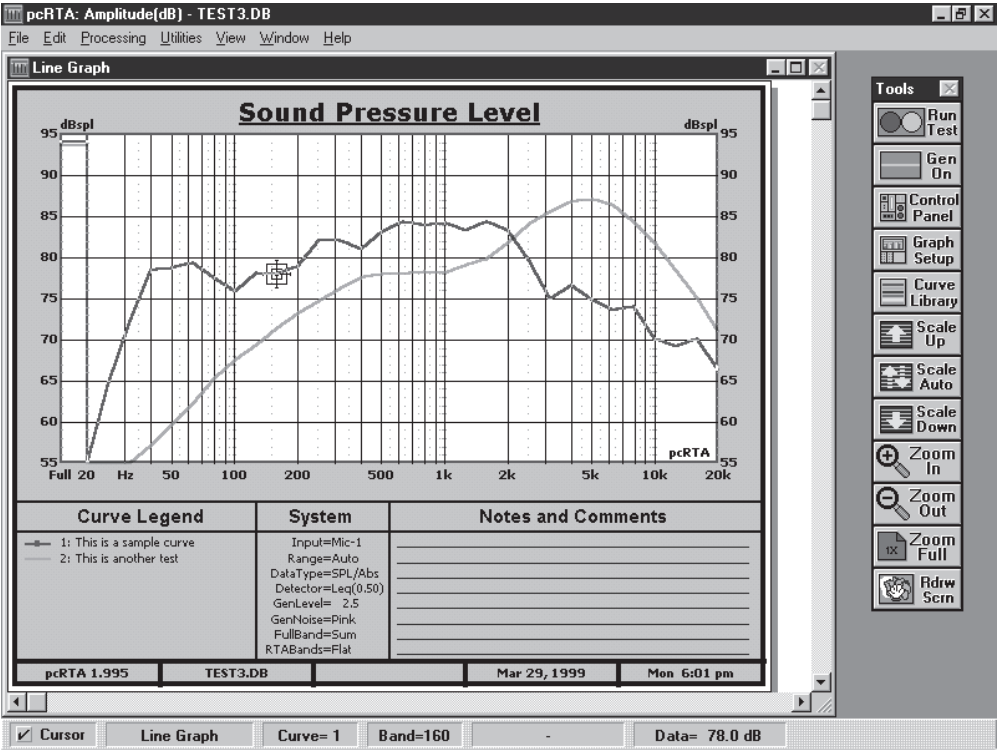 pcRTA: Amplitude(dB) - TEST3.DB
File Edit Processing Utilities View Window Help
Line Graph
Sound Pressure Level
dBspl dBspl
95 95
90 90
85 85
80 80
75 75
70 70
65 65
60 60
pcRTA
55 55
Full 20 Hz 50 100 200 500 1k 2k 5k 10k 20k
Curve Legend System Notes and Comments
1: This is a sample curve
2: This is another test
Input=Mic-1
Range=Auto
DataType=SPL/Abs
Detector=Leq(0.50)
GenLevel= 2.5
GenNoise=Pink
FullBand=Sum
RTABands=Flat
pcRTA 1.995 TEST3.DB Mar 29, 1999 Mon 6:01 pm
Tools
Run Test
Gen On
Control Panel
Graph Setup
Curve Library
Scale Up
Scale Auto
Scale Down
Zoom In
Zoom Out
1X
Zoom Full
Rdrw Scrn
Cursor Line Graph Curve= 1 Band=160 - Data= 78.0 dB